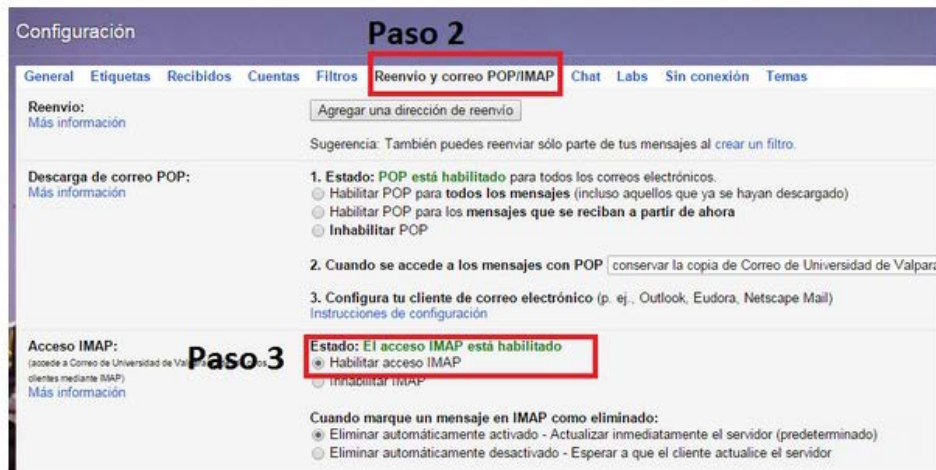 Configuración
Paso 2
General Etiquetas Recibidos Cuentas Filtros Reenvío y correo POP/IMAP Chat Labs Sin conexión Temas
Reenvío:
Más información
Agregar una dirección de reenvío
Sugerencia: También puedes reenviar sólo parte de tus mensajes al crear un filtro.
Descarga de correo POP:
Más información
1. Estado: POP está habilitado para todos los correos electrónicos.
Habilitar POP para todos los mensajes (incluso aquellos que ya se hayan descargado)
Habilitar POP para los mensajes que se reciban a partir de ahora
Inhabilitar POP
2. Cuando se accede a los mensajes con POP conservar la copia de Correo de Universidad de Valpara
3. Configura tu cliente de correo electrónico (p. ej., Outlook, Eudora, Netscape Mail)
Instrucciones de configuración
Acceso IMAP:
(accede a Correo de Universidad de
clientes mediante IMAP)
Más información
Paso 3
Estado: El acceso IMAP está habilitado
Habilitar acceso IMAP
Inhabilitar IMAP
Cuando marque un mensaje en IMAP como eliminado:
Eliminar automáticamente activado - Actualizar inmediatamente el servidor (predeterminado)
Eliminar automáticamente desactivado - Esperar a que el cliente actualice el servidor